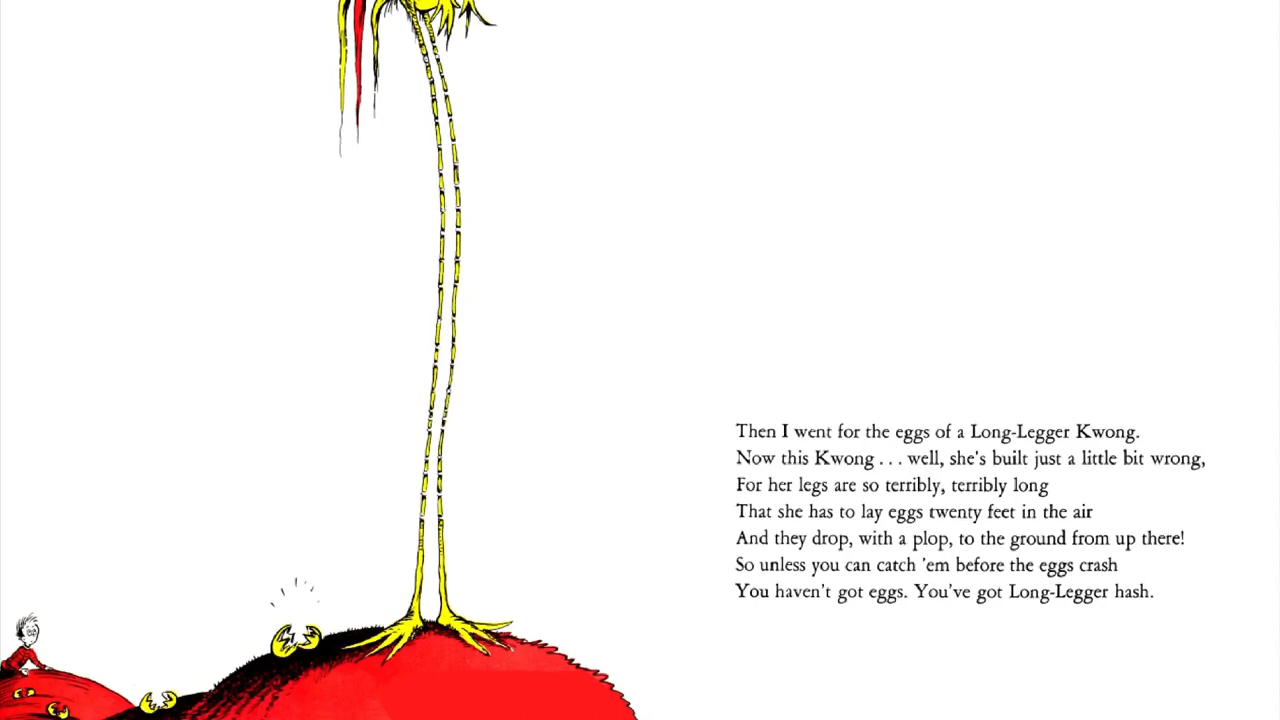 Then I went for the eggs of a Long-Legger Kwong.
Now this Kwong . . . well, she's built just a little bit wrong,
For her legs are so terribly, terribly long
That she has to lay eggs twenty feet in the air
And they drop, with a plop, to the ground from up there!
So unless you can catch 'em before the eggs crash
You haven't got eggs. You've got Long-Legger hash.